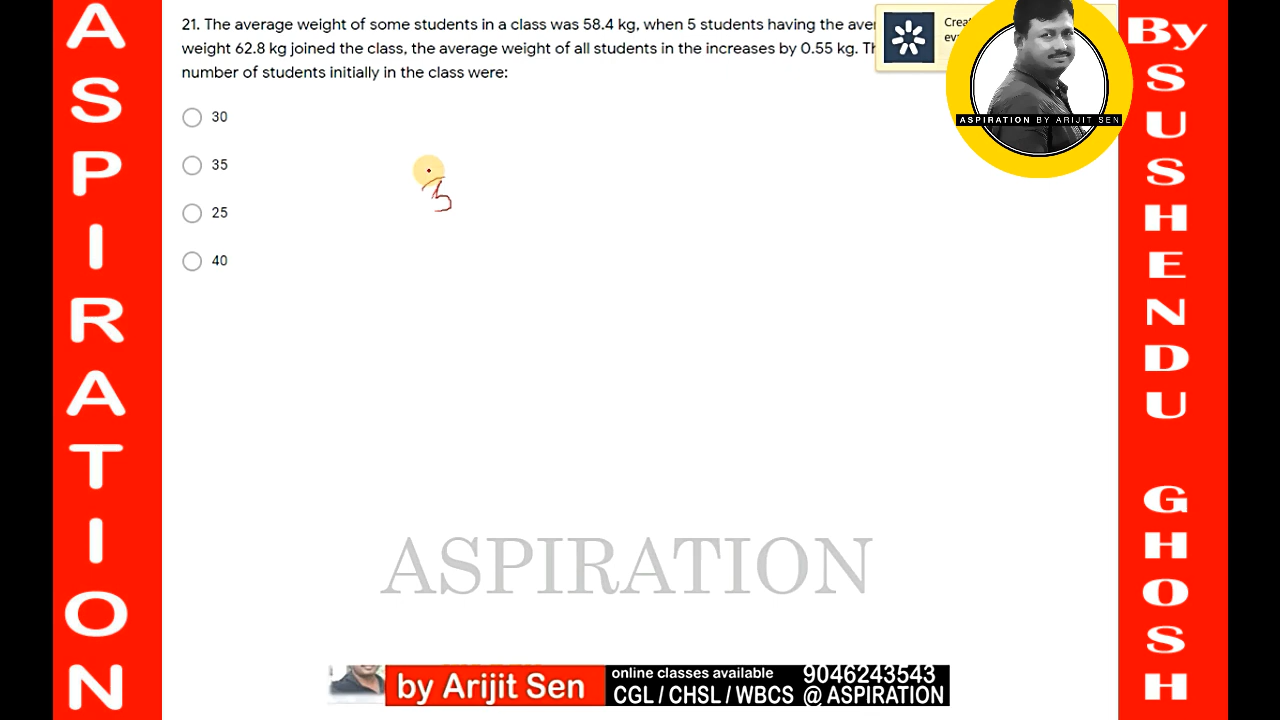 ASPIRATION
21. The average weight of some students in a class was 58.4 kg, when 5 students having the
weight 62.8 kg joined the class, the average weight of all students in the increases by 0.55 kg.
number of students initially in the class were:
30
35
25
40
ASPIRATION BY ARIJIT SEN
By SUSHENDU GHOSH
ASPIRATION
by Arijit Sen
online classes available 9046243543
CGL / CHSL / WBCS @ ASPIRATION